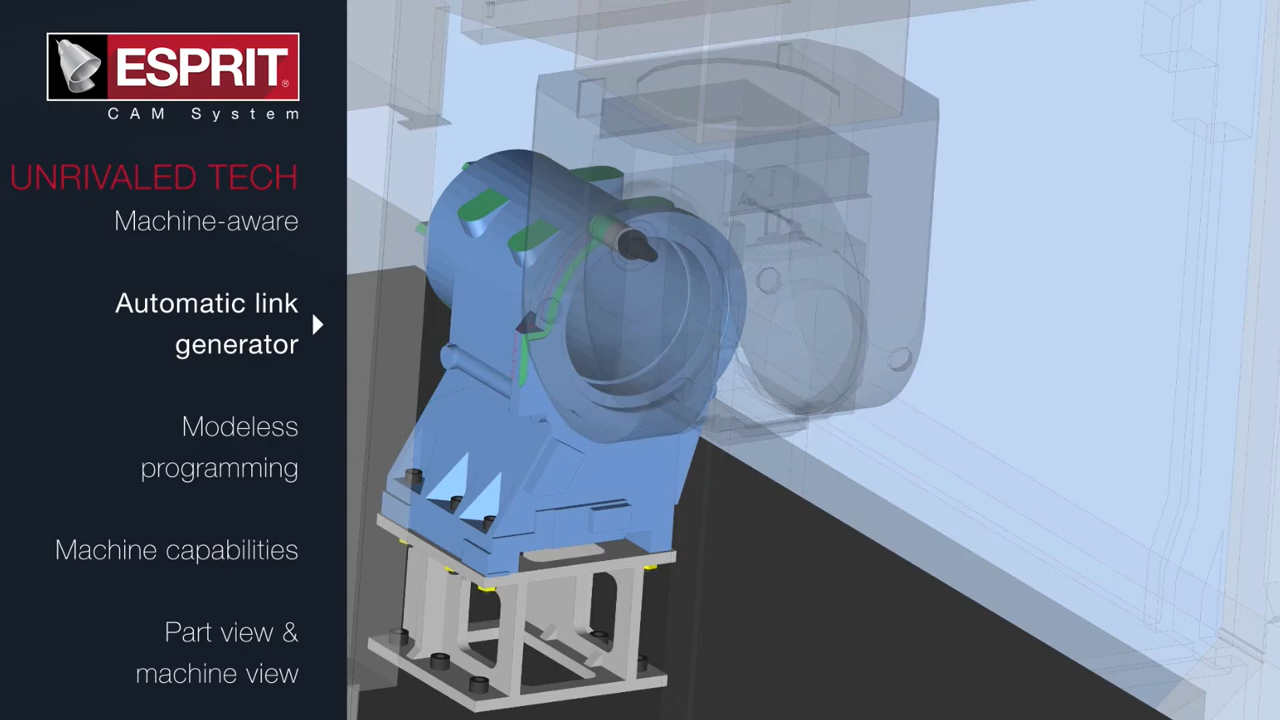 ESPRIT®
CAM System
UNRIVALED TECH
Machine-aware
Automatic link
generator
Modeless
programming
Machine capabilities
Part view &
machine view